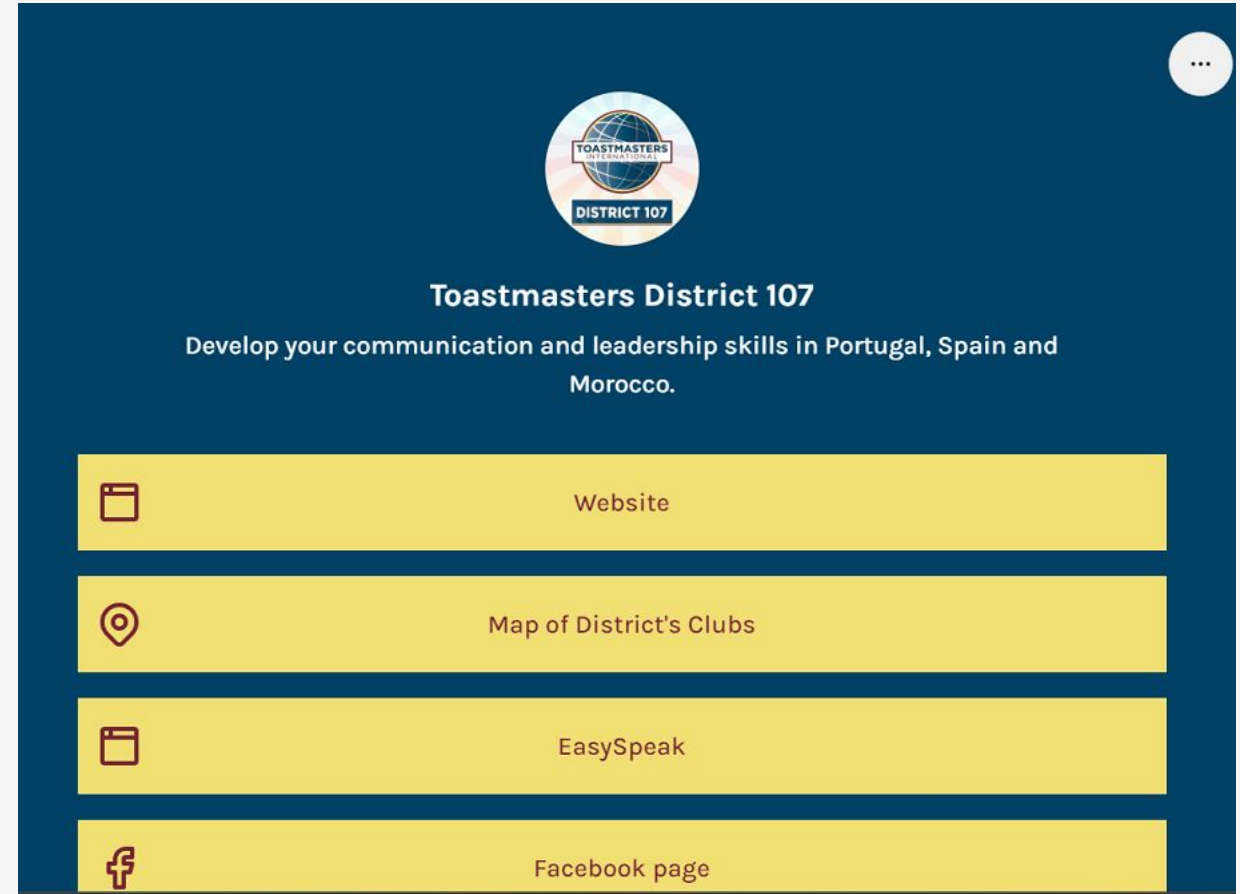 ...
TOASTMASTERS
INTERNATIONAL
DISTRICT 107
Toastmasters District 107
Develop your communication and leadership skills in Portugal, Spain and
Morocco.
Website
Map of District's Clubs
EasySpeak
Facebook page